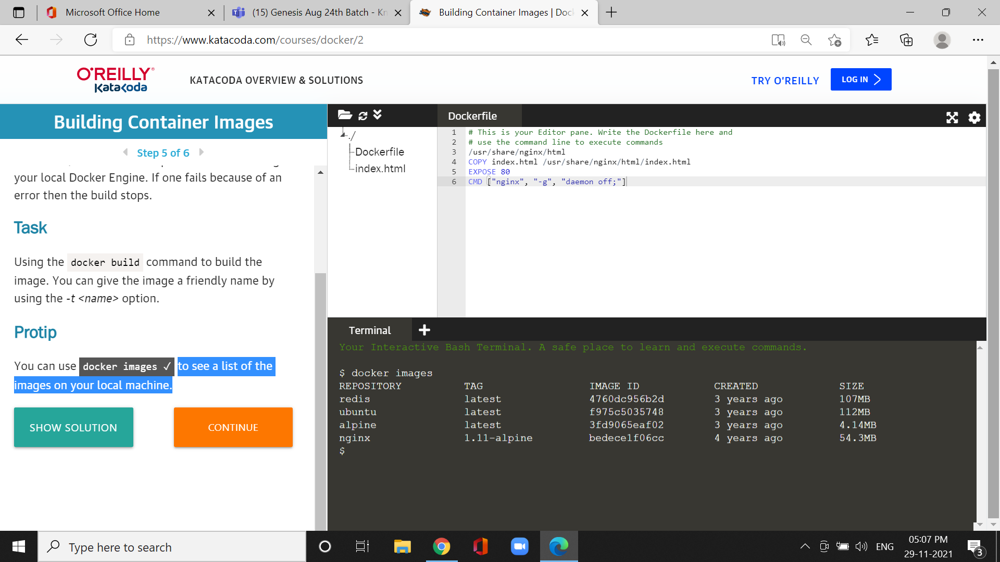 Microsoft Office Home
(15) Genesis Aug 24th Batch - Kn
Building Container Images | Dock
https://www.katacoda.com/courses/docker/2
O'REILLY®
Katacoda
KATACODA OVERVIEW & SOLUTIONS
TRY O'REILLY
LOG IN
Building Container Images
Step 5 of 6
your local Docker Engine. If one fails because of an
error then the build stops.
Task
Using the docker build command to build the
image. You can give the image a friendly name by
using the -t <name> option.
Protip
You can use docker images ✓ to see a list of the
images on your local machine.
SHOW SOLUTION
CONTINUE
./
Dockerfile
index.html
Dockerfile
1 # This is your Editor pane. Write the Dockerfile here and
2 # use the command line to execute commands
3 /usr/share/nginx/html
4 COPY index.html /usr/share/nginx/html/index.html
5 EXPOSE 80
6 CMD ["nginx", "-g", "daemon off;"]
Terminal
Your Interactive Bash Terminal. A safe place to learn and execute commands.
$ docker images
REPOSITORY TAG IMAGE ID CREATED SIZE
redis latest 4760dc956b2d 3 years ago 107MB
ubuntu latest f975c5035748 3 years ago 112MB
alpine latest 3fd9065eaf02 3 years ago 4.14MB
nginx 1.11-alpine bedece1f06cc 4 years ago 54.3MB
$
Type here to search
ENG
05:07 PM
29-11-2021
3